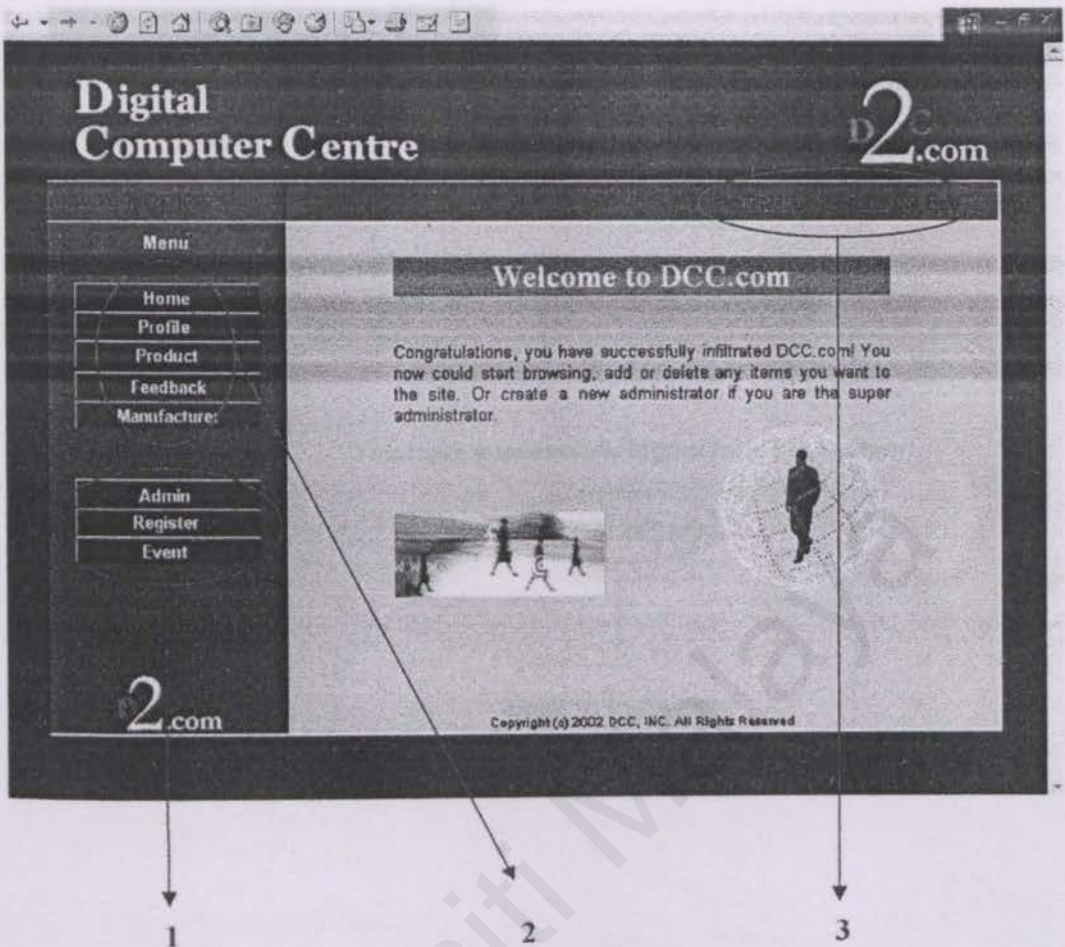 Digital
Computer Centre
D2C.com
Menu
Home
Profile
Product
Feedback
Manufacture:
Admin
Register
Event
Welcome to DCC.com
Congratulations, you have successfully infiltrated DCC.com! You
now could start browsing, add or delete any items you want to
the site. Or create a new administrator if you are the super
administrator.
2.com
Copyright (c) 2002 DCC, INC. All Rights Reserved
1
2
3